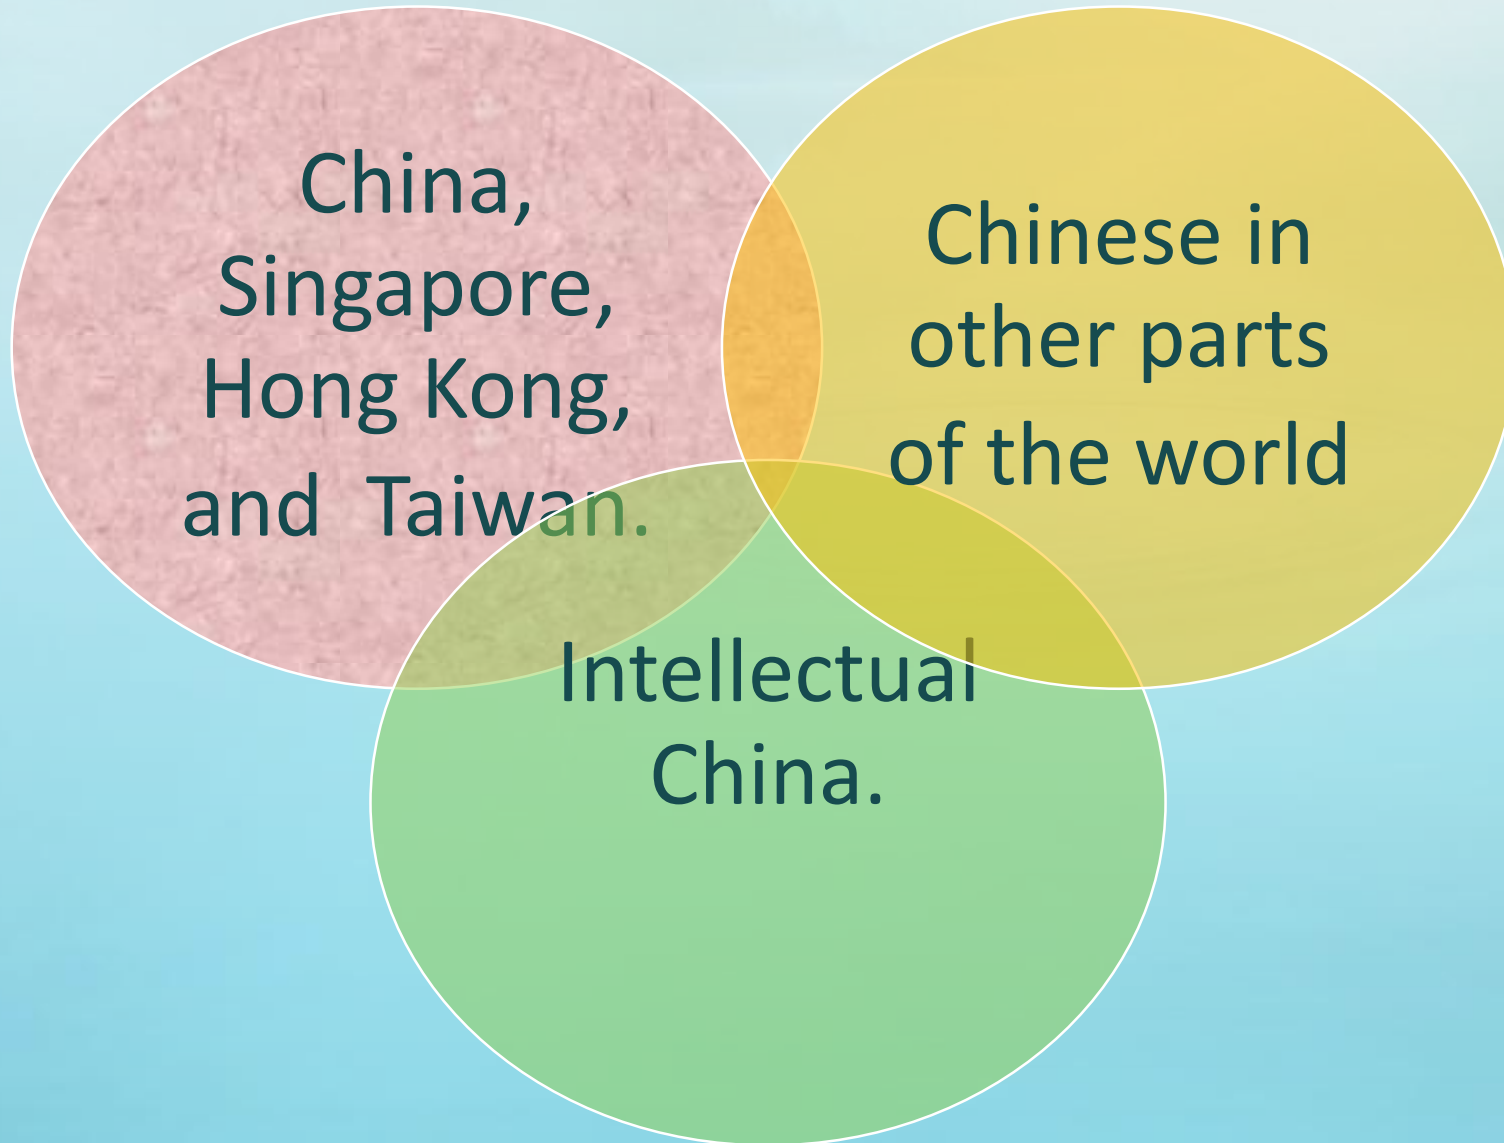 China,
Singapore,
Hong Kong,
and  Taiwan.
Chinese in
other parts
of the world
Intellectual
China.